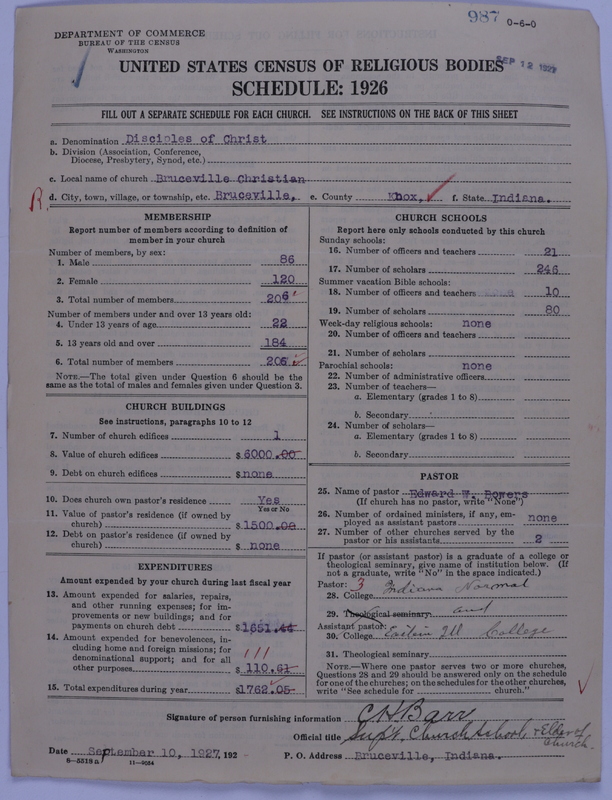 987 0-6-0
DEPARTMENT OF COMMERCE
BUREAU OF THE CENSUS
WASHINGTON
SEP 12 1927
UNITED STATES CENSUS OF RELIGIOUS BODIES
SCHEDULE: 1926
FILL OUT A SEPARATE SCHEDULE FOR EACH CHURCH. SEE INSTRUCTIONS ON THE BACK OF THIS SHEET
a. Denomination Disciples of Christ
b. Division (Association, Conference,
Diocese, Presbytery, Synod, etc.)
c. Local name of church Bruceville Christian
R d. City, town, village, or township, etc. Bruceville, e. County Knox, f. State Indiana.
MEMBERSHIP
Report number of members according to definition of
member in your church
Number of members, by sex:
1. Male 86
2. Female 120
3. Total number of members 206
Number of members under and over 13 years old:
4. Under 13 years of age 22
5. 13 years old and over 184
6. Total number of members 206
NOTE.—The total given under Question 6 should be the
same as the total of males and females given under Question 3.
CHURCH BUILDINGS
See instructions, paragraphs 10 to 12
7. Number of church edifices 1
8. Value of church edifices $6000.00
9. Debt on church edifices $none
10. Does church own pastor's residence Yes
Yes or No
11. Value of pastor's residence (if owned by
church) $1500.00
12. Debt on pastor's residence (if owned by
church) $ none
EXPENDITURES
Amount expended by your church during last fiscal year
13. Amount expended for salaries, repairs,
and other running expenses; for im-
provements or new buildings; and for
payments on church debt $1651.44
14. Amount expended for benevolences, in-
cluding home and foreign missions; for
denominational support; and for all
other purposes $ 110.61
111
15. Total expenditures during year $1762.05
CHURCH SCHOOLS
Report here only schools conducted by this church
Sunday schools:
16. Number of officers and teachers 21
17. Number of scholars 246
Summer vacation Bible schools:
18. Number of officers and teachers 10
19. Number of scholars 80
Week-day religious schools: none
20. Number of officers and teachers
21. Number of scholars
Parochial schools: none
22. Number of administrative officers
23. Number of teachers—
a. Elementary (grades 1 to 8)
b. Secondary
24. Number of scholars—
a. Elementary (grades 1 to 8)
b. Secondary
PASTOR
25. Name of pastor Edward W. Bowers
(If church has no pastor, write "None")
26. Number of ordained ministers, if any, em-
ployed as assistant pastors none
27. Number of other churches served by the
pastor or his assistants 2
If pastor (or assistant pastor) is a graduate of a college or
theological seminary, give name of institution below. (If
not a graduate, write "No" in the space indicated.)
Pastor: 3
28. College Indiana Normal
29. Theological seminary and
Assistant pastor:
30. College Eastern Ill College
31. Theological seminary
NOTE.—Where one pastor serves two or more churches,
Questions 28 and 29 should be answered only on the schedule
for one of the churches; on the schedules for the other churches,
write "See schedule for church."
Signature of person furnishing information C H Barr
Official title Sup't. Church School, & Elder of
Church.
Date September 10, 1927, 192
P. O. Address Bruceville, Indiana.
6-5518a 11-9034